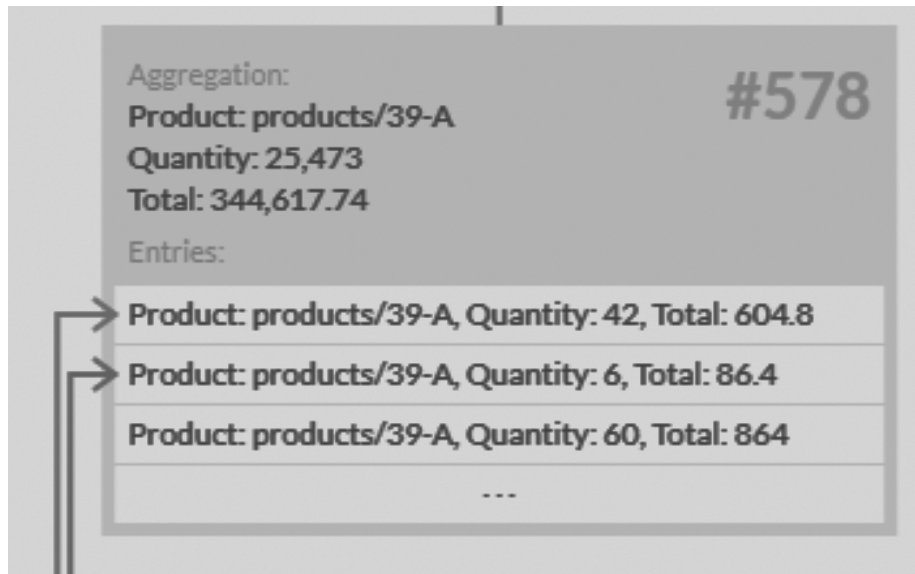 Aggregation:
#578
Product: products/39-A
Quantity: 25,473
Total: 344,617.74
Entries:
Product: products/39-A, Quantity: 42, Total: 604.8
Product: products/39-A, Quantity: 6, Total: 86.4
Product: products/39-A, Quantity: 60, Total: 864
---